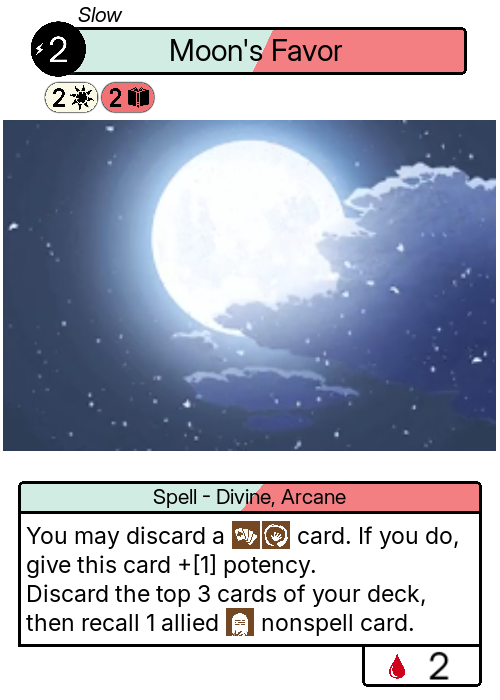 Slow
2 Moon's Favor
2 2
Spell - Divine, Arcane
You may discard a card. If you do,
give this card +[1] potency.
Discard the top 3 cards of your deck,
then recall 1 allied nonspell card.
2